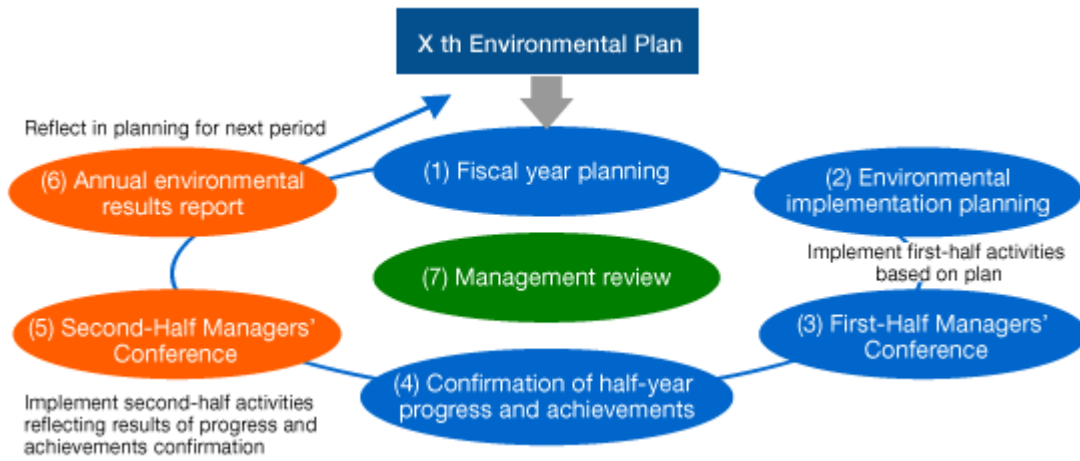 X th Environmental Plan
Reflect in planning for next period
(1) Fiscal year planning
(6) Annual environmental
results report
(2) Environmental
implementation planning
Implement first-half activities
based on plan
(7) Management review
(5) Second-Half Managers'
Conference
(3) First-Half Managers'
Conference
(4) Confirmation of half-year
progress and achievements
Implement second-half activities
reflecting results of progress and
achievements confirmation